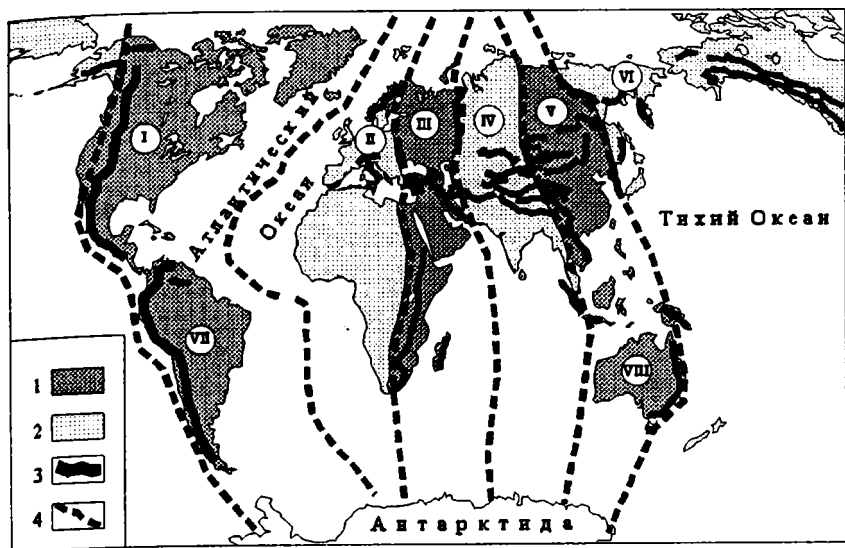 I
II
III
IV
V
VI
Атлантический
Океан
Тихий Океан
VII
VIII
1
2
3
4
Антарктида